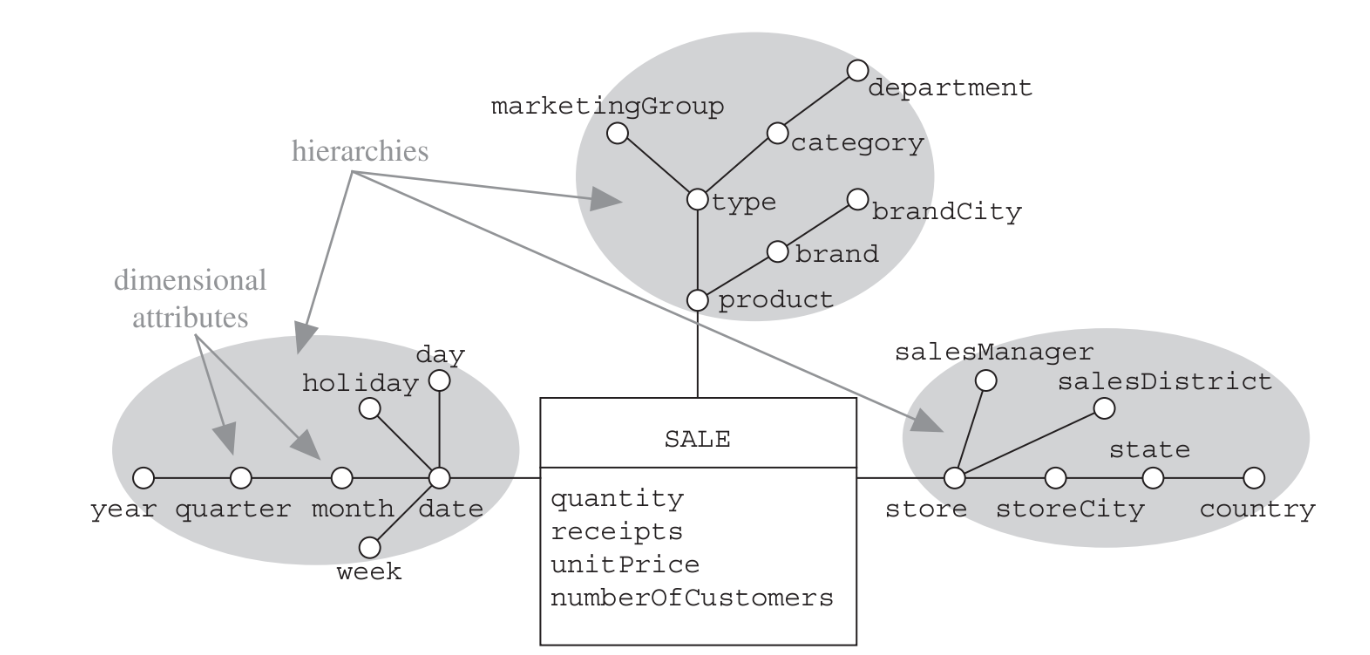 department
marketingGroup
category
hierarchies
type
brandCity
brand
dimensional
attributes
product
day
holiday
salesManager
salesDistrict
SALE
state
year quarter month date
quantity
store storeCity country
receipts
unitPrice
week
numberOfCustomers